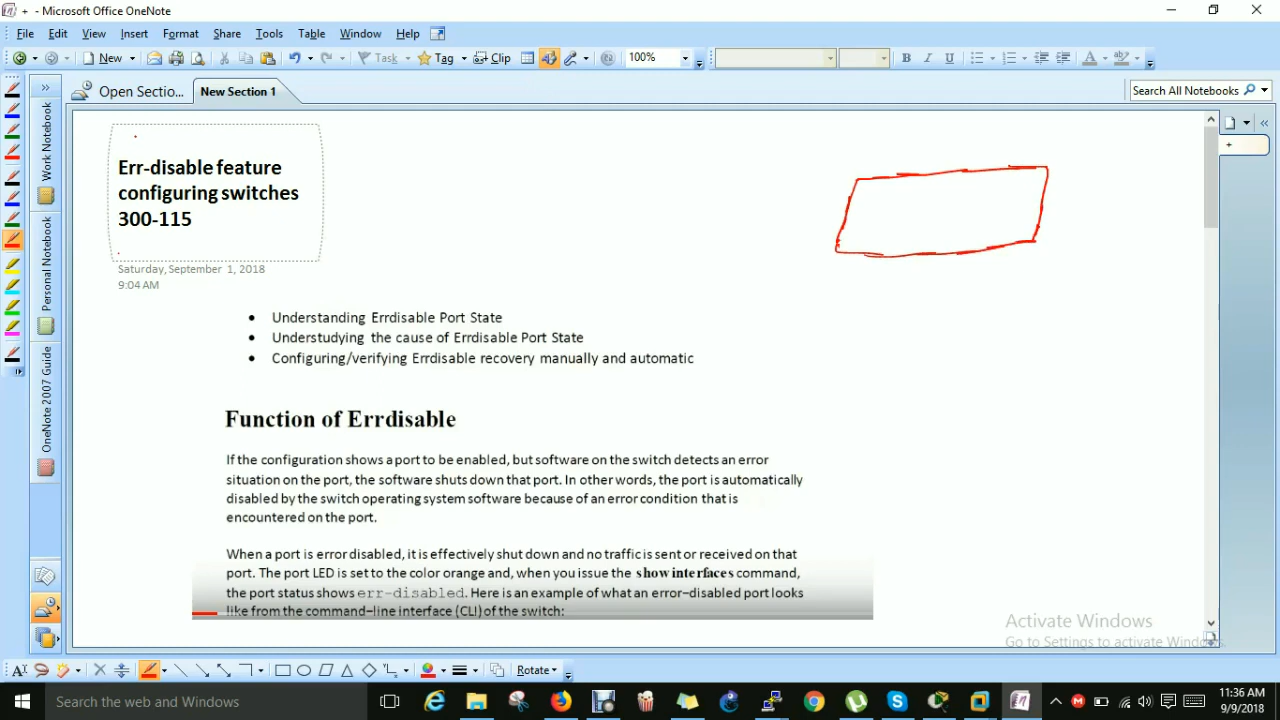 + - Microsoft Office OneNote
File Edit View Insert Format Share Tools Table Window Help
New Task Tag Clip 100% B I U
Open Sectio... New Section 1 Search All Notebooks
+
Work Notebook
Personal Notebook
OneNote 2007 Guide
Err-disable feature
configuring switches
300-115
Saturday, September 1, 2018
9:04 AM
• Understanding Errdisable Port State
• Understudying the cause of Errdisable Port State
• Configuring/verifying Errdisable recovery manually and automatic
Function of Errdisable
If the configuration shows a port to be enabled, but software on the switch detects an error
situation on the port, the software shuts down that port. In other words, the port is automatically
disabled by the switch operating system software because of an error condition that is
encountered on the port.
When a port is error disabled, it is effectively shut down and no traffic is sent or received on that
port. The port LED is set to the color orange and, when you issue the show interfaces command,
the port status shows err-disabled. Here is an example of what an error–disabled port looks
like from the command–line interface (CLI) of the switch:
Activate Windows
Go to Settings to activate Windows.
Rotate
Search the web and Windows
11:36 AM
9/9/2018